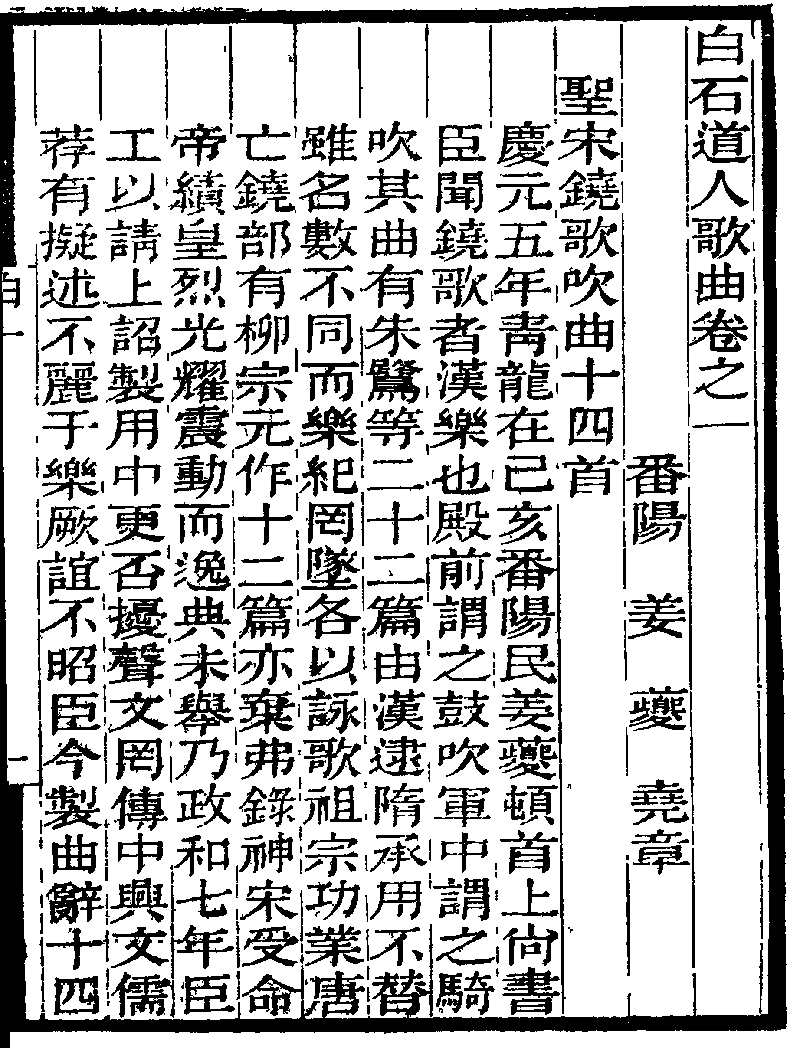 白石道人歌曲卷之一
番陽 姜 夔 堯章
聖宋鐃歌吹曲十四首
慶元五年靑龍在己亥番陽民姜夔頓首上尙書
臣聞鐃歌者漢樂也殿前謂之鼓吹軍中謂之騎
吹其曲有朱鷺等二十二篇由漢逮隋承用不替
雖名數不同而樂紀罔墜各以詠歌祖宗功業唐
亡鐃部有柳宗元作十二篇亦棄弗錄神宋受命
帝績皇烈光耀震動而逸典未舉乃政和七年臣
工以請上詔製用中更否擾聲文罔傳中興文儒
荐有擬述不麗于樂厥誼不昭臣今製曲辭十四
白一
一